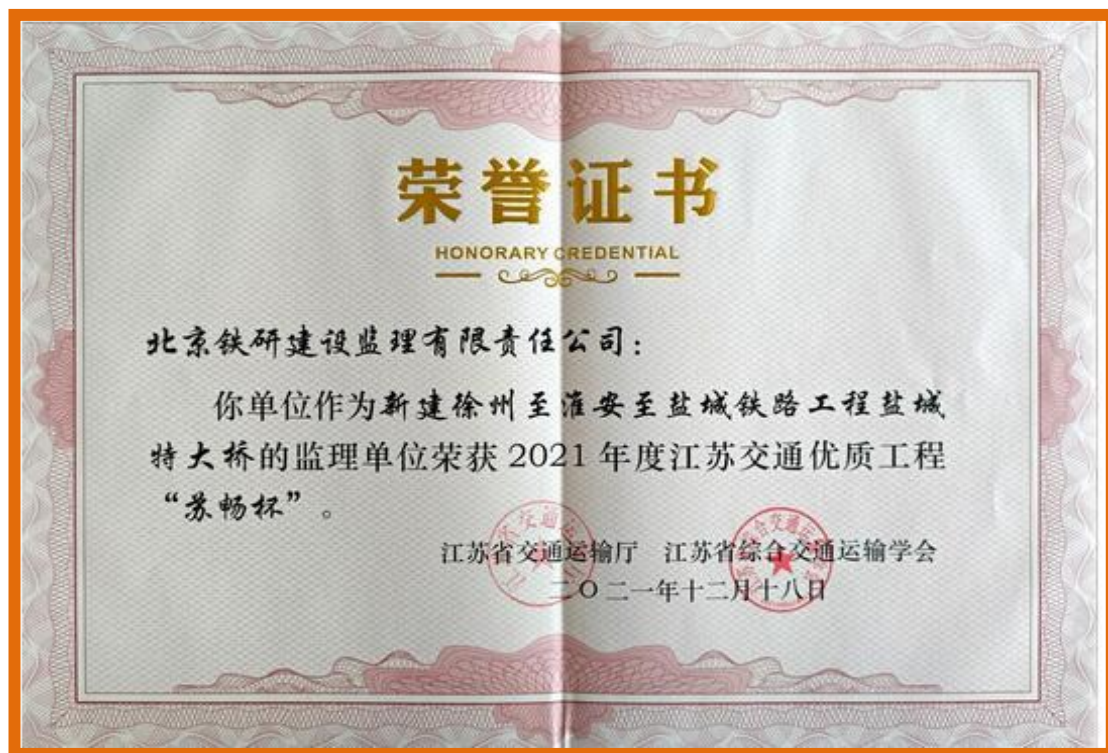 荣誉证书
HONORARY CREDENTIAL
北京铁研建设监理有限责任公司：
你单位作为新建徐州至淮安至盐城铁路工程盐城
特大桥的监理单位荣获 2021 年度江苏交通优质工程
“苏畅杯”。
江苏省交通运输厅 江苏省综合交通运输学会
二〇二一年十二月十八日